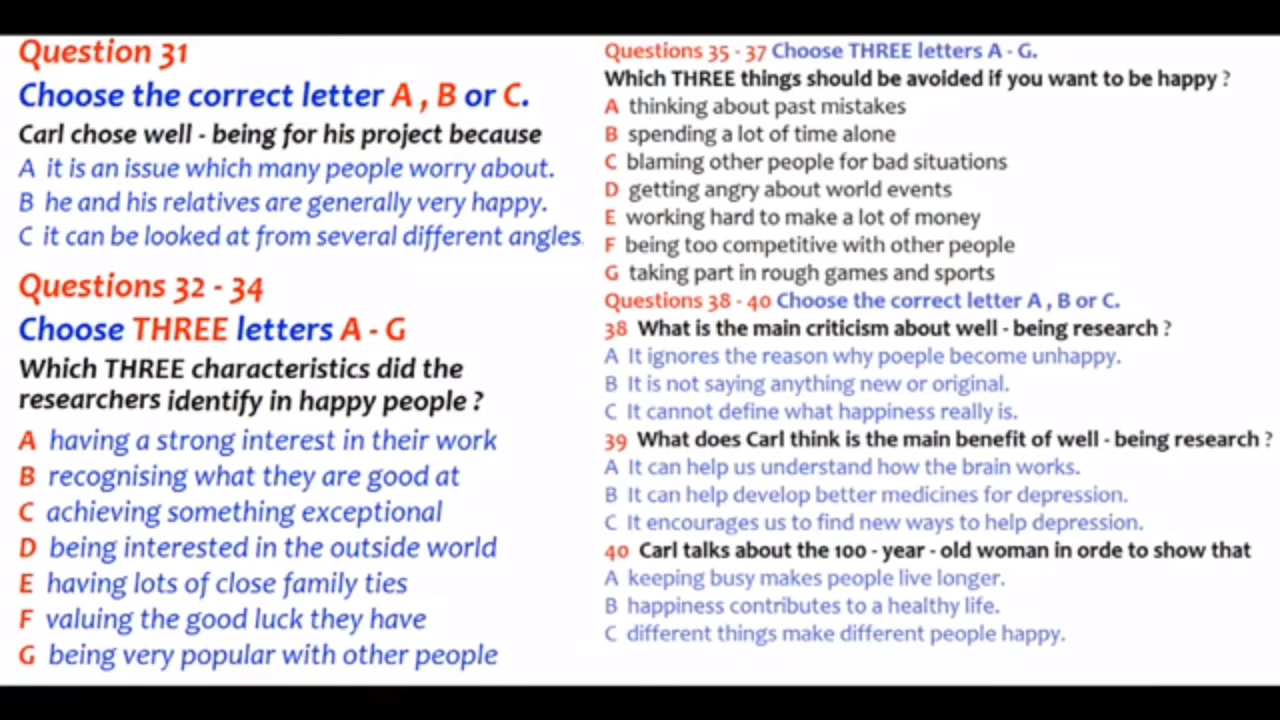 Question 31
Choose the correct letter A , B or C.
Carl chose well - being for his project because
A it is an issue which many people worry about.
B he and his relatives are generally very happy.
C it can be looked at from several different angles.
Questions 32 - 34
Choose THREE letters A - G
Which THREE characteristics did the
researchers identify in happy people ?
A having a strong interest in their work
B recognising what they are good at
C achieving something exceptional
D being interested in the outside world
E having lots of close family ties
F valuing the good luck they have
G being very popular with other people
Questions 35 - 37 Choose THREE letters A - G.
Which THREE things should be avoided if you want to be happy ?
A thinking about past mistakes
B spending a lot of time alone
C blaming other people for bad situations
D getting angry about world events
E working hard to make a lot of money
F being too competitive with other people
G taking part in rough games and sports
Questions 38 - 40 Choose the correct letter A , B or C.
38 What is the main criticism about well - being research ?
A It ignores the reason why poeple become unhappy.
B It is not saying anything new or original.
C It cannot define what happiness really is.
39 What does Carl think is the main benefit of well - being research ?
A It can help us understand how the brain works.
B It can help develop better medicines for depression.
C It encourages us to find new ways to help depression.
40 Carl talks about the 100 - year - old woman in orde to show that
A keeping busy makes people live longer.
B happiness contributes to a healthy life.
C different things make different people happy.